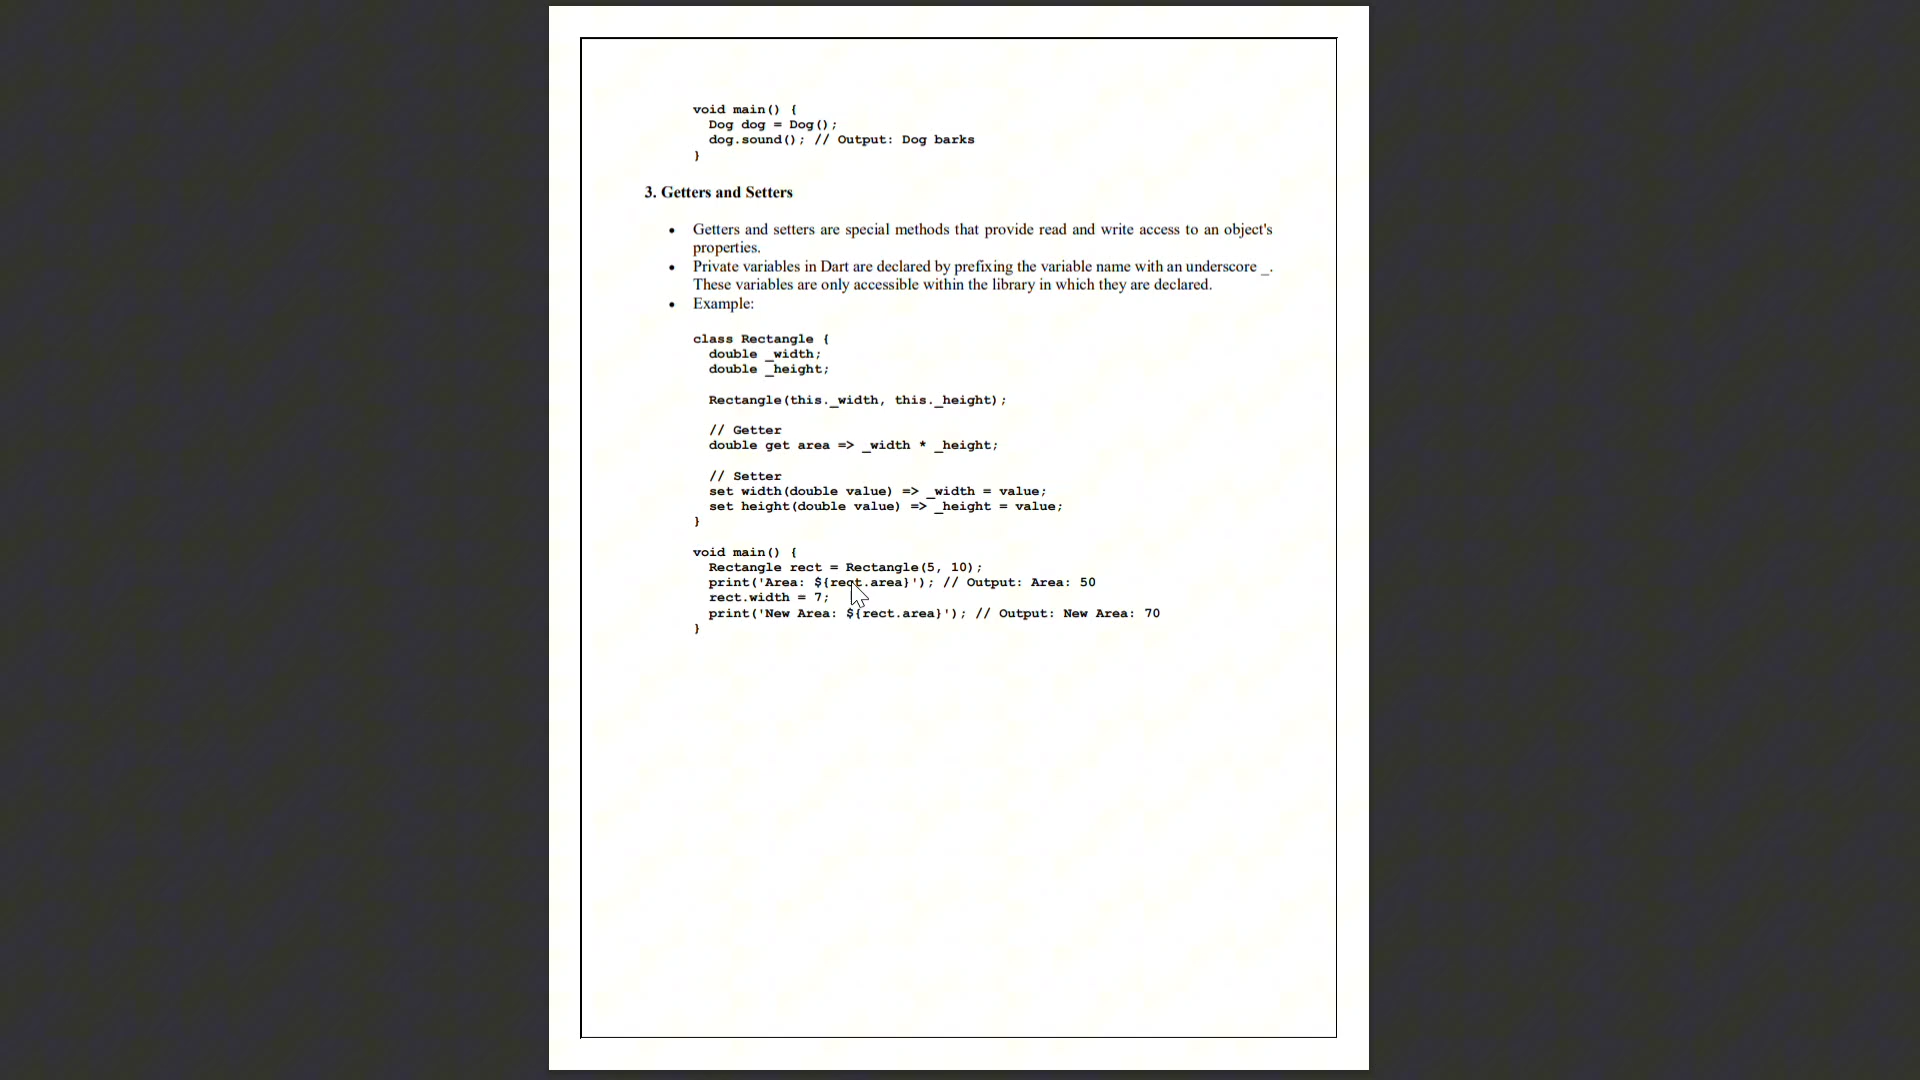 void main() {
  Dog dog = Dog();
  dog.sound(); // Output: Dog barks
}
3. Getters and Setters
• Getters and setters are special methods that provide read and write access to an object's
properties.
• Private variables in Dart are declared by prefixing the variable name with an underscore _.
These variables are only accessible within the library in which they are declared.
• Example:
class Rectangle {
  double _width;
  double _height;
  Rectangle(this._width, this._height);
  // Getter
  double get area => _width * _height;
  // Setter
  set width(double value) => _width = value;
  set height(double value) => _height = value;
}
void main() {
  Rectangle rect = Rectangle(5, 10);
  print('Area: ${rect.area}'); // Output: Area: 50
  rect.width = 7;
  print('New Area: ${rect.area}'); // Output: New Area: 70
}